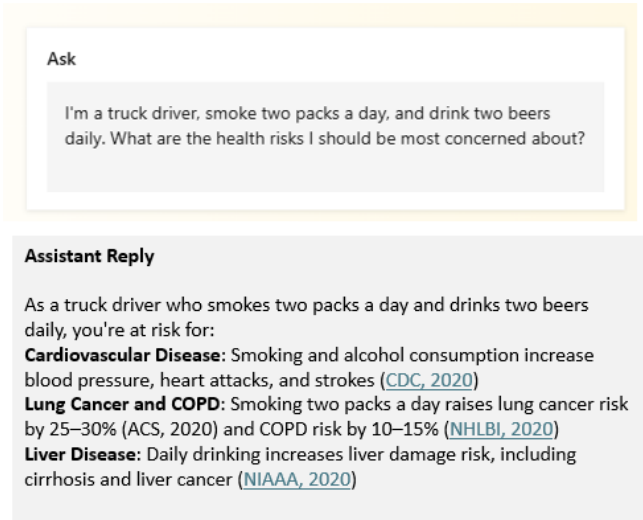 Ask
I'm a truck driver, smoke two packs a day, and drink two beers
daily. What are the health risks I should be most concerned about?
Assistant Reply
As a truck driver who smokes two packs a day and drinks two beers
daily, you're at risk for:
Cardiovascular Disease: Smoking and alcohol consumption increase
blood pressure, heart attacks, and strokes (CDC, 2020)
Lung Cancer and COPD: Smoking two packs a day raises lung cancer risk
by 25–30% (ACS, 2020) and COPD risk by 10–15% (NHLBI, 2020)
Liver Disease: Daily drinking increases liver damage risk, including
cirrhosis and liver cancer (NIAAA, 2020)